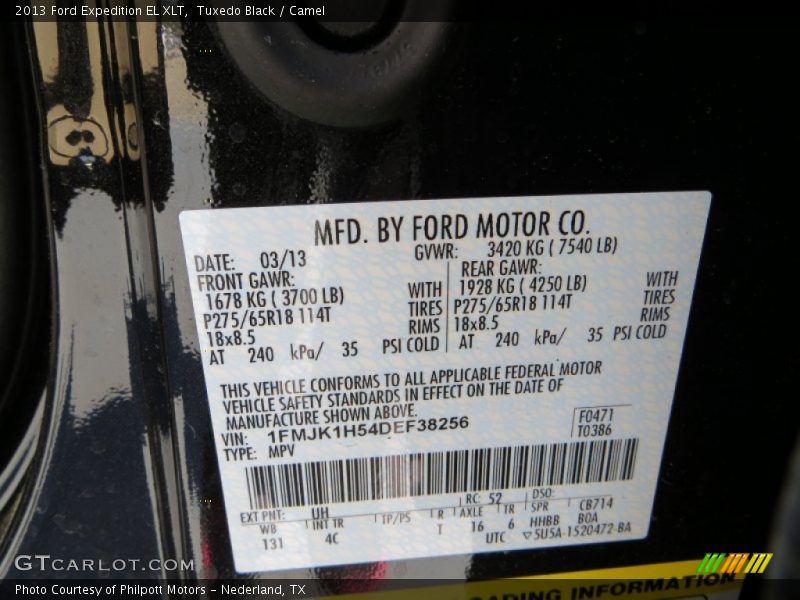 2013 Ford Expedition EL XLT, Tuxedo Black / Camel
MFD. BY FORD MOTOR CO.
DATE: 03/13 GVWR: 3420 KG ( 7540 LB)
FRONT GAWR: REAR GAWR:
1678 KG ( 3700 LB) WITH 1928 KG ( 4250 LB) WITH
P275/65R18 114T TIRES P275/65R18 114T TIRES
18x8.5 RIMS 18x8.5 RIMS
AT 240 kPa/ 35 PSI COLD AT 240 kPa/ 35 PSI COLD
THIS VEHICLE CONFORMS TO ALL APPLICABLE FEDERAL MOTOR
VEHICLE SAFETY STANDARDS IN EFFECT ON THE DATE OF
MANUFACTURE SHOWN ABOVE.
VIN: 1FMJK1H54DEF38256 F0471
TYPE: MPV T0386
EXT PNT: UH RC: 52 DSO:
WB INT TR TP/PS R AXLE TR SPR CB714
131 4C T 16 6 HHBB BOA
UTC ▽5U5A-1520472-BA
GTCARLOT.COM
LOADING INFORMATION
Photo Courtesy of Philpott Motors - Nederland, TX